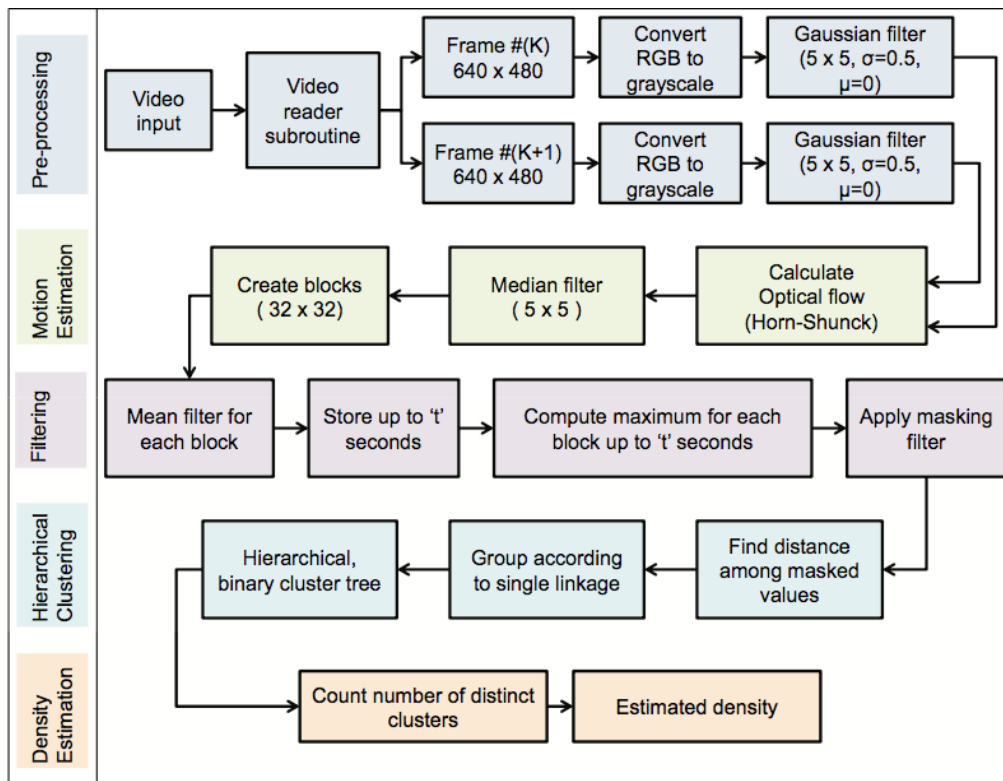 Pre-processing
Video
input
Video
reader
subroutine
Frame #(K)
640 x 480
Convert
RGB to
grayscale
Gaussian filter
(5 x 5, σ=0.5,
µ=0)
Frame #(K+1)
640 x 480
Convert
RGB to
grayscale
Gaussian filter
(5 x 5, σ=0.5,
µ=0)
Motion
Estimation
Create blocks
( 32 x 32)
Median filter
( 5 x 5 )
Calculate
Optical flow
(Horn-Shunck)
Filtering
Mean filter for
each block
Store up to ‘t’
seconds
Compute maximum for each
block up to ‘t’ seconds
Apply masking
filter
Hierarchical
Clustering
Hierarchical,
binary cluster tree
Group according
to single linkage
Find distance
among masked
values
Density
Estimation
Count number of distinct
clusters
Estimated density